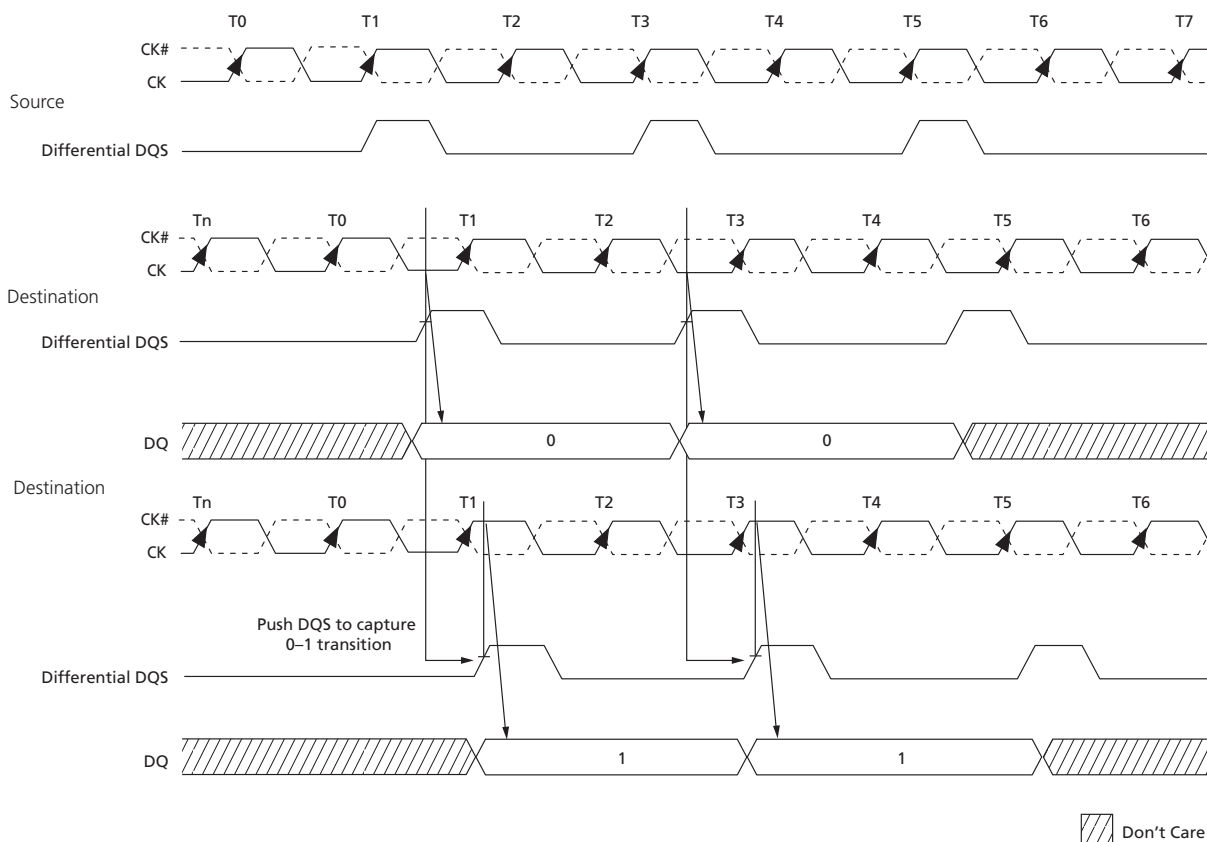 T0 T1 T2 T3 T4 T5 T6 T7
CK#
CK
Source
Differential DQS
Tn T0 T1 T2 T3 T4 T5 T6
CK#
CK
Destination
Differential DQS
DQ 0 0
Destination
Tn T0 T1 T2 T3 T4 T5 T6
CK#
CK
Push DQS to capture
0–1 transition
Differential DQS
DQ 1 1
Don't Care